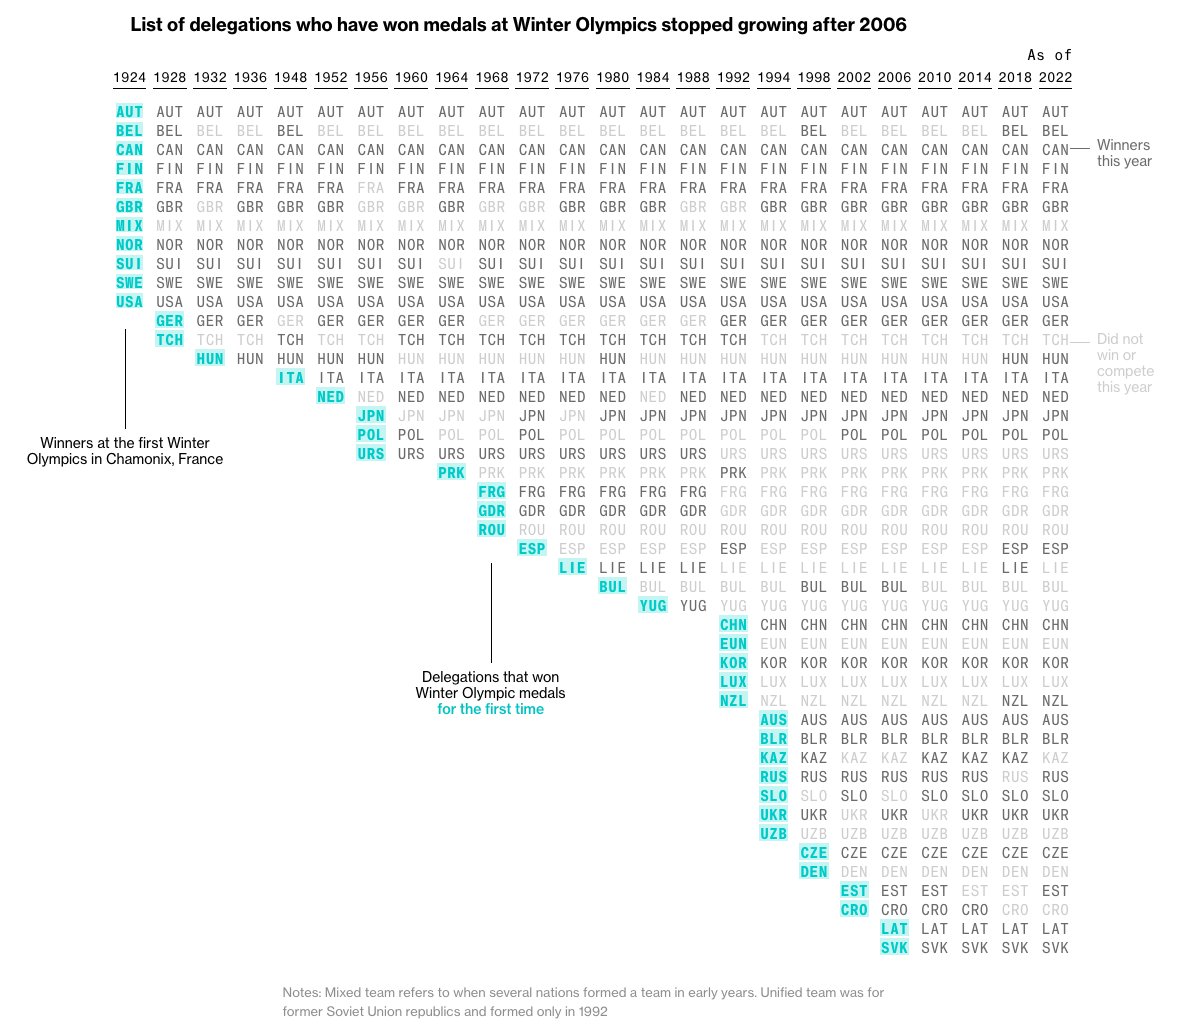 List of delegations who have won medals at Winter Olympics stopped growing after 2006
As of
1924 1928 1932 1936 1948 1952 1956 1960 1964 1968 1972 1976 1980 1984 1988 1992 1994 1998 2002 2006 2010 2014 2018 2022
AUT AUT AUT AUT AUT AUT AUT AUT AUT AUT AUT AUT AUT AUT AUT AUT AUT AUT AUT AUT AUT AUT AUT AUT
BEL BEL BEL BEL BEL BEL BEL BEL BEL BEL BEL BEL BEL BEL BEL BEL BEL BEL BEL BEL BEL BEL BEL BEL
CAN CAN CAN CAN CAN CAN CAN CAN CAN CAN CAN CAN CAN CAN CAN CAN CAN CAN CAN CAN CAN CAN CAN CAN
Winners
this year
FIN FIN FIN FIN FIN FIN FIN FIN FIN FIN FIN FIN FIN FIN FIN FIN FIN FIN FIN FIN FIN FIN FIN FIN
FRA FRA FRA FRA FRA FRA FRA FRA FRA FRA FRA FRA FRA FRA FRA FRA FRA FRA FRA FRA FRA FRA FRA FRA
GBR GBR GBR GBR GBR GBR GBR GBR GBR GBR GBR GBR GBR GBR GBR GBR GBR GBR GBR GBR GBR GBR GBR GBR
MIX MIX MIX MIX MIX MIX MIX MIX MIX MIX MIX MIX MIX MIX MIX MIX MIX MIX MIX MIX MIX MIX MIX MIX
NOR NOR NOR NOR NOR NOR NOR NOR NOR NOR NOR NOR NOR NOR NOR NOR NOR NOR NOR NOR NOR NOR NOR NOR
SUI SUI SUI SUI SUI SUI SUI SUI SUI SUI SUI SUI SUI SUI SUI SUI SUI SUI SUI SUI SUI SUI SUI SUI
SWE SWE SWE SWE SWE SWE SWE SWE SWE SWE SWE SWE SWE SWE SWE SWE SWE SWE SWE SWE SWE SWE SWE SWE
USA USA USA USA USA USA USA USA USA USA USA USA USA USA USA USA USA USA USA USA USA USA USA USA
GER GER GER GER GER GER GER GER GER GER GER GER GER GER GER GER GER GER GER GER GER GER GER
TCH TCH TCH TCH TCH TCH TCH TCH TCH TCH TCH TCH TCH TCH TCH TCH TCH TCH TCH TCH TCH TCH TCH
Did not
win or
compete
this year
HUN HUN HUN HUN HUN HUN HUN HUN HUN HUN HUN HUN HUN HUN HUN HUN HUN HUN HUN HUN HUN HUN
ITA ITA ITA ITA ITA ITA ITA ITA ITA ITA ITA ITA ITA ITA ITA ITA ITA ITA ITA ITA
NED NED NED NED NED NED NED NED NED NED NED NED NED NED NED NED NED NED NED
JPN JPN JPN JPN JPN JPN JPN JPN JPN JPN JPN JPN JPN JPN JPN JPN JPN JPN
POL POL POL POL POL POL POL POL POL POL POL POL POL POL POL POL POL POL
URS URS URS URS URS URS URS URS URS URS URS URS URS URS URS URS URS URS
Winners at the first Winter
Olympics in Chamonix, France
PRK PRK PRK PRK PRK PRK PRK PRK PRK PRK PRK PRK PRK PRK PRK PRK
FRG FRG FRG FRG FRG FRG FRG FRG FRG FRG FRG FRG FRG FRG FRG
GDR GDR GDR GDR GDR GDR GDR GDR GDR GDR GDR GDR GDR GDR GDR
ROU ROU ROU ROU ROU ROU ROU ROU ROU ROU ROU ROU ROU ROU ROU
ESP ESP ESP ESP ESP ESP ESP ESP ESP ESP ESP ESP ESP ESP
LIE LIE LIE LIE LIE LIE LIE LIE LIE LIE LIE LIE LIE
BUL BUL BUL BUL BUL BUL BUL BUL BUL BUL BUL BUL
YUG YUG YUG YUG YUG YUG YUG YUG YUG YUG YUG
CHN CHN CHN CHN CHN CHN CHN CHN CHN
EUN EUN EUN EUN EUN EUN EUN EUN EUN
KOR KOR KOR KOR KOR KOR KOR KOR KOR
LUX LUX LUX LUX LUX LUX LUX LUX LUX
NZL NZL NZL NZL NZL NZL NZL NZL NZL
Delegations that won
Winter Olympic medals
for the first time
AUS AUS AUS AUS AUS AUS AUS AUS
BLR BLR BLR BLR BLR BLR BLR BLR
KAZ KAZ KAZ KAZ KAZ KAZ KAZ KAZ
RUS RUS RUS RUS RUS RUS RUS RUS
SLO SLO SLO SLO SLO SLO SLO SLO
UKR UKR UKR UKR UKR UKR UKR UKR
UZB UZB UZB UZB UZB UZB UZB UZB
CZE CZE CZE CZE CZE CZE CZE
DEN DEN DEN DEN DEN DEN DEN
EST EST EST EST EST EST
CRO CRO CRO CRO CRO CRO
LAT LAT LAT LAT LAT
SVK SVK SVK SVK SVK
Notes: Mixed team refers to when several nations formed a team in early years. Unified team was for
former Soviet Union republics and formed only in 1992